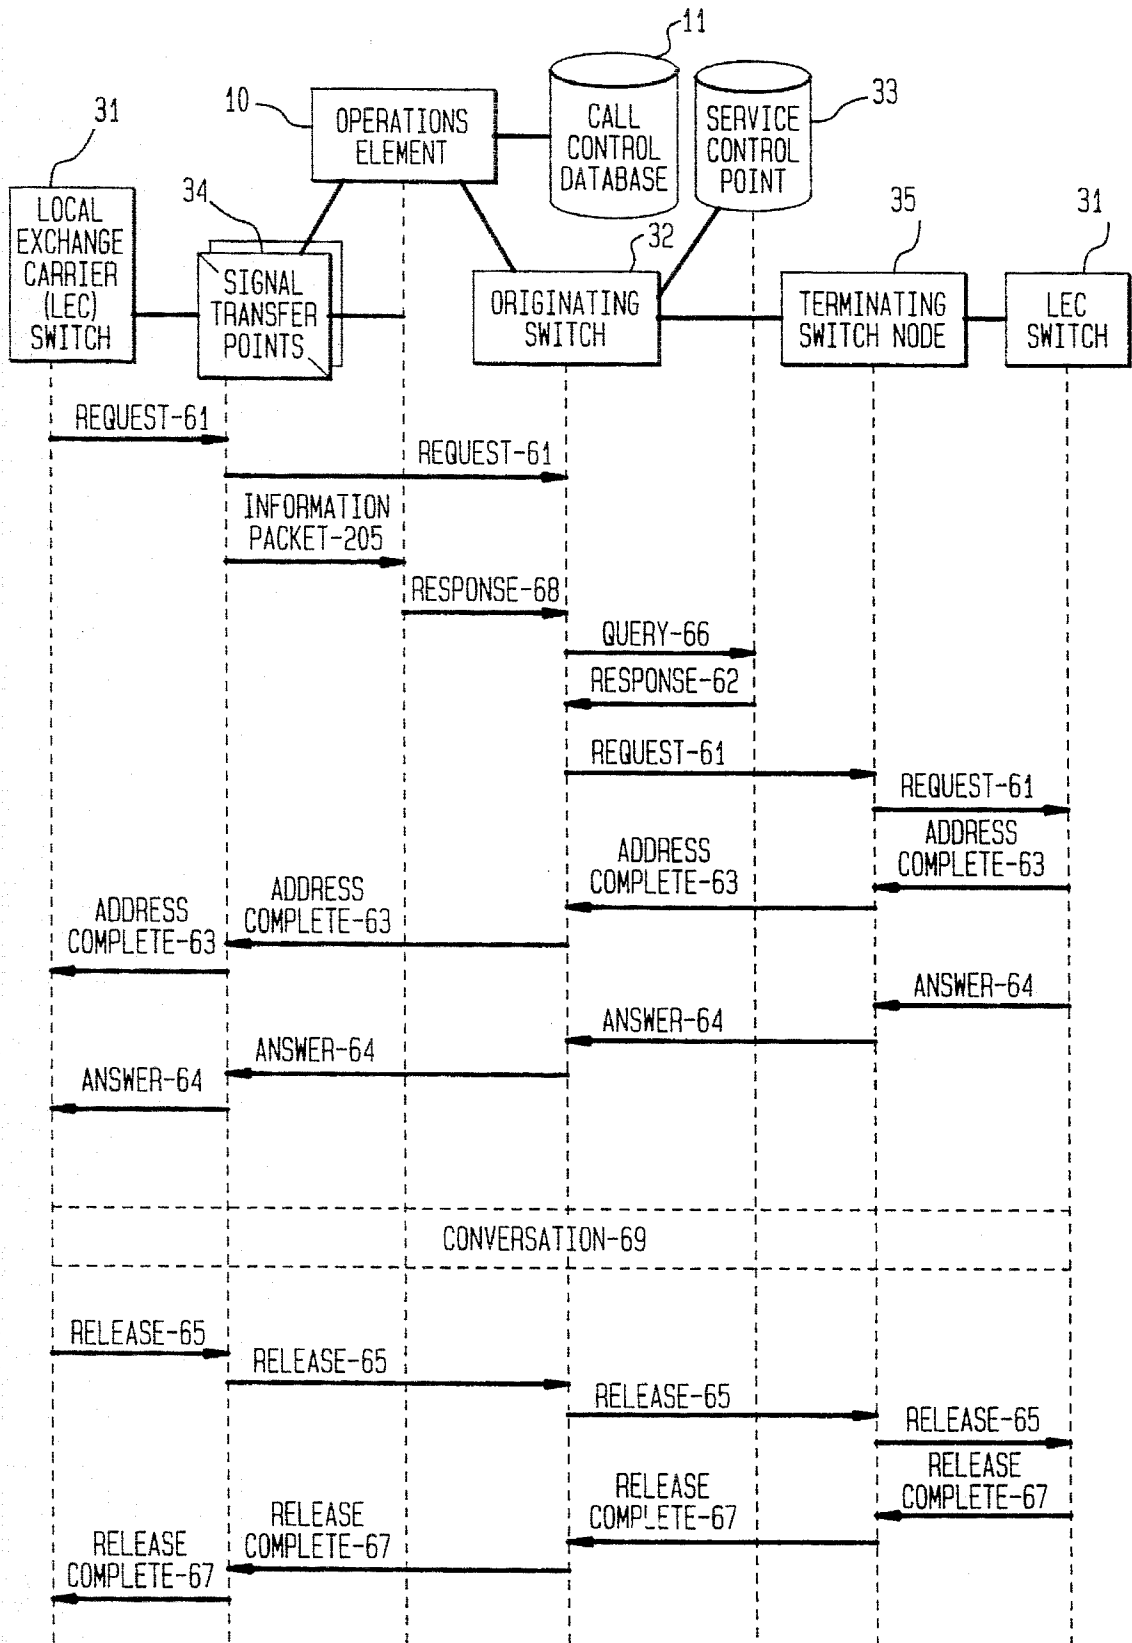 11
10
OPERATIONS
ELEMENT
CALL
CONTROL
DATABASE
SERVICE
CONTROL
POINT
33
31
LOCAL
EXCHANGE
CARRIER
(LEC)
SWITCH
34
SIGNAL
TRANSFER
POINTS
32
ORIGINATING
SWITCH
35
TERMINATING
SWITCH NODE
31
LEC
SWITCH
REQUEST-61
REQUEST-61
INFORMATION
PACKET-205
RESPONSE-68
QUERY-66
RESPONSE-62
REQUEST-61
REQUEST-61
ADDRESS
COMPLETE-63
ADDRESS
COMPLETE-63
ADDRESS
COMPLETE-63
ADDRESS
COMPLETE-63
ANSWER-64
ANSWER-64
ANSWER-64
ANSWER-64
CONVERSATION-69
RELEASE-65
RELEASE-65
RELEASE-65
RELEASE-65
RELEASE
COMPLETE-67
RELEASE
COMPLETE-67
RELEASE
COMPLETE-67
RELEASE
COMPLETE-67